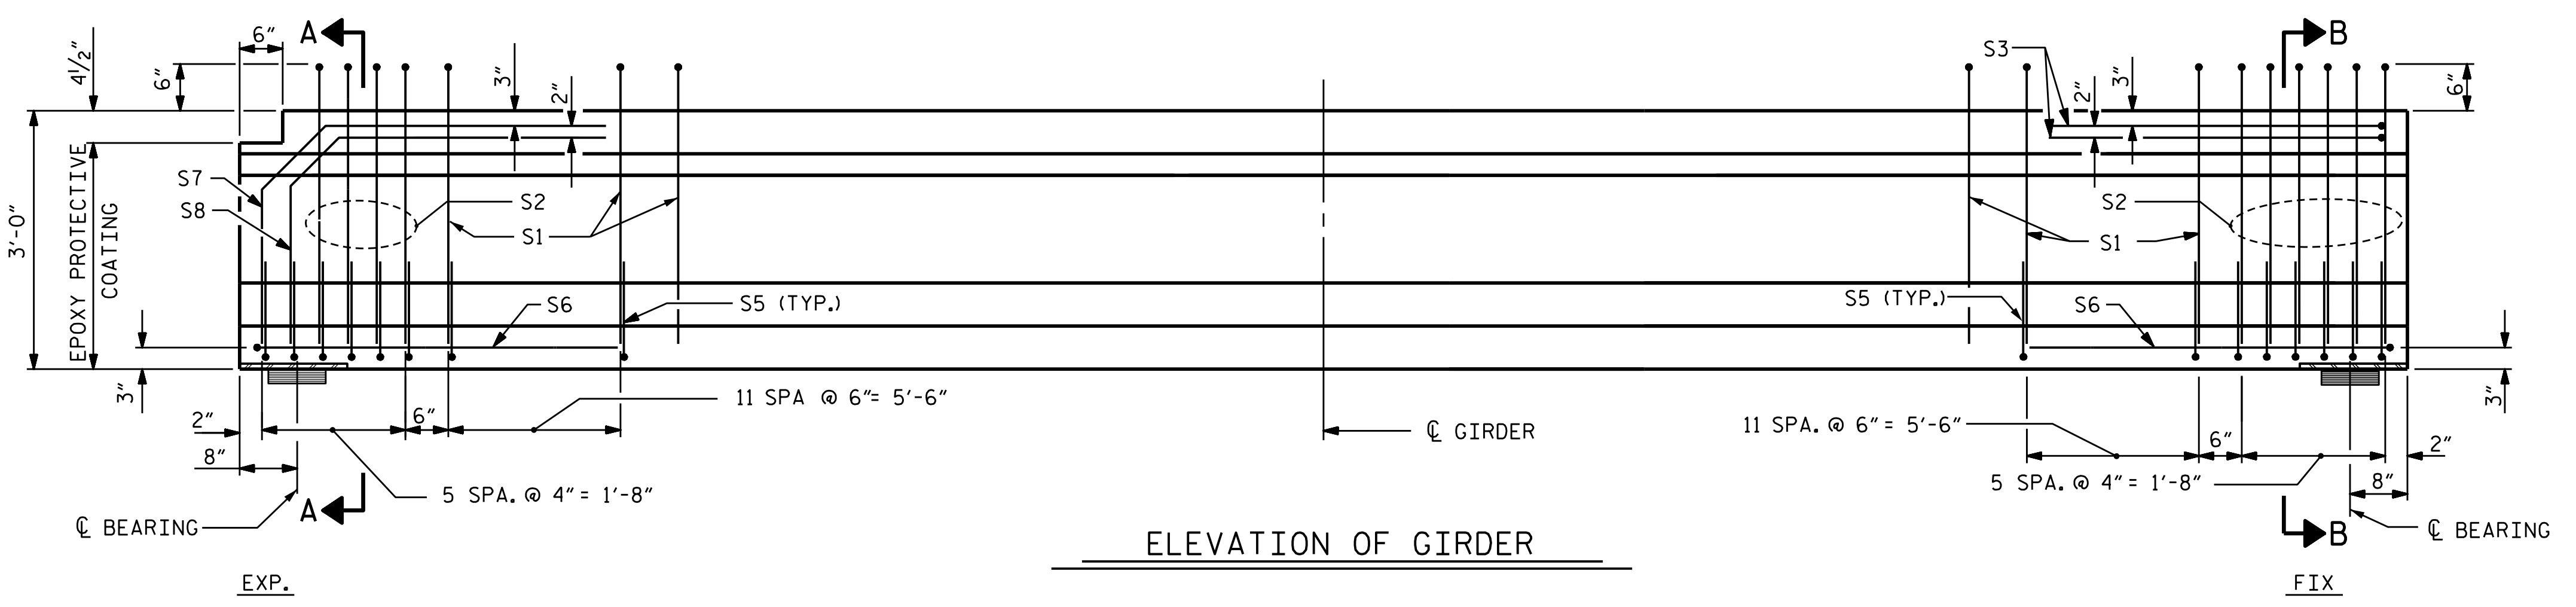 A
B
6"
4½"
6"
3"
2"
S3
2"
3"
6"
S7
S8
S2
S1
S2
S1
3'-0"
EPOXY PROTECTIVE
COATING
S6
S5 (TYP.)
S5 (TYP.)
S6
3"
3"
11 SPA @ 6"= 5'-6"
11 SPA. @ 6"= 5'-6"
2"
6"
6"
2"
8"
8"
℄ GIRDER
5 SPA. @ 4"= 1'-8"
5 SPA. @ 4"= 1'-8"
A
B
℄ BEARING
℄ BEARING
ELEVATION OF GIRDER
EXP.
FIX